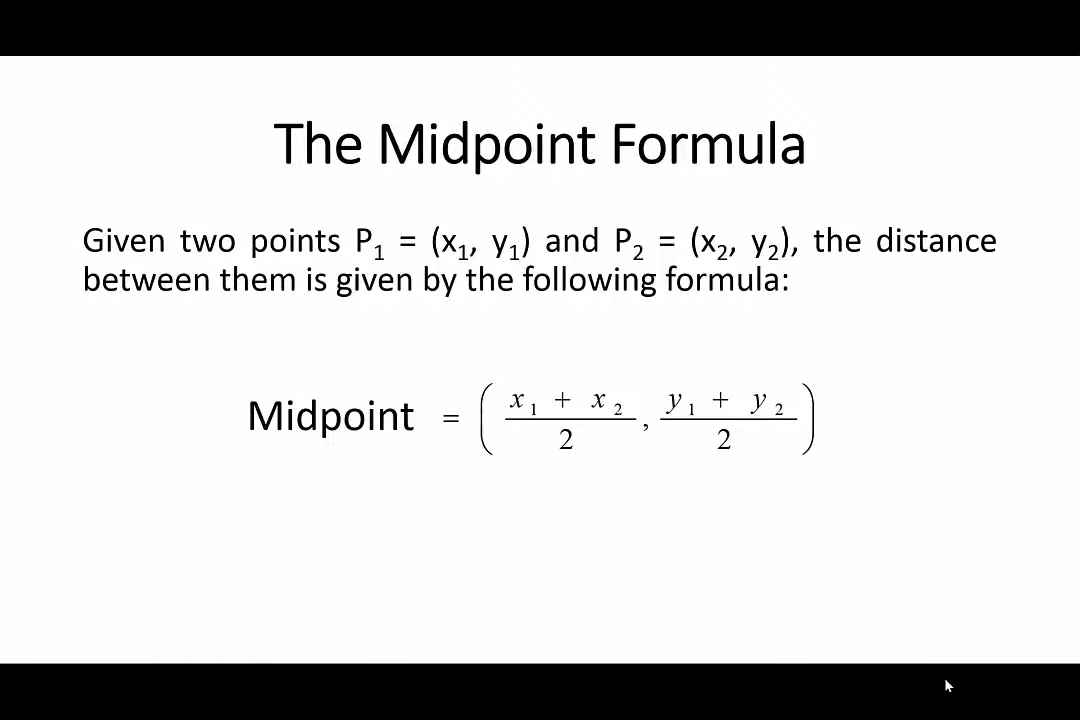 The Midpoint Formula
Given two points P₁ = (x₁, y₁) and P₂ = (x₂, y₂), the distance
between them is given by the following formula:
Midpoint = ( x₁ + x₂ / 2 , y₁ + y₂ / 2 )